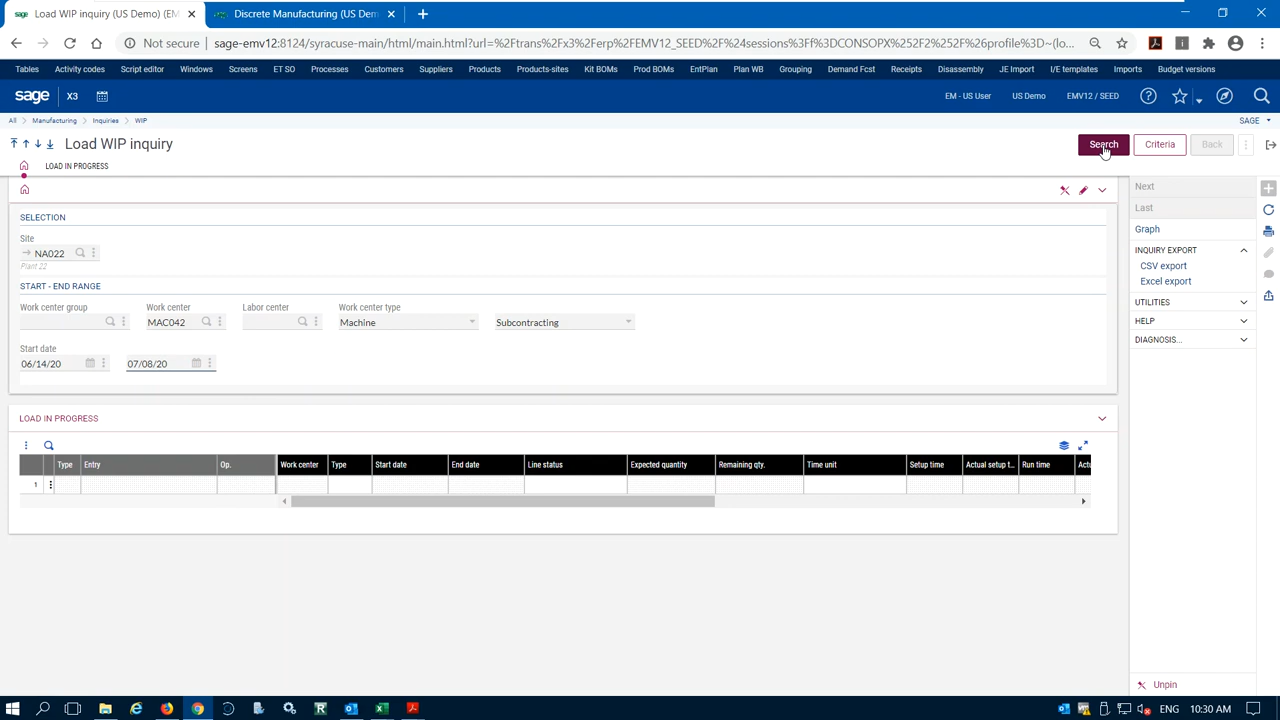 Load WIP inquiry (US Demo) (EM
Discrete Manufacturing (US Dem
Not secure
sage-emv12:8124/syracuse-main/html/main.html?url=%2Ftrans%2Fx3%2Ferp%2FEMV12_SEED%2F%24sessions%3Ff%3DCONSOPX%252F2%252F%26profile%3D~(lo...
Tables Activity codes Script editor Windows Screens ET SO Processes Customers Suppliers Products Products-sites Kit BOMs Prod BOMs EntPlan Plan WB Grouping Demand Fcst Receipts Disassembly JE Import I/E templates Imports Budget versions
sage X3 EM - US User US Demo EMV12 / SEED
All Manufacturing Inquiries WIP SAGE
Load WIP inquiry Search Criteria Back
LOAD IN PROGRESS
Next
Last
Graph
INQUIRY EXPORT
CSV export
Excel export
UTILITIES
HELP
DIAGNOSIS...
SELECTION
Site
NA022
Plant 22
START - END RANGE
Work center group Work center Labor center Work center type
MAC042 Machine Subcontracting
Start date
06/14/20 07/08/20
LOAD IN PROGRESS
Type Entry Op. Work center Type Start date End date Line status Expected quantity Remaining qty. Time unit Setup time Actual setup t... Run time Actu
1
Unpin
ENG 10:30 AM